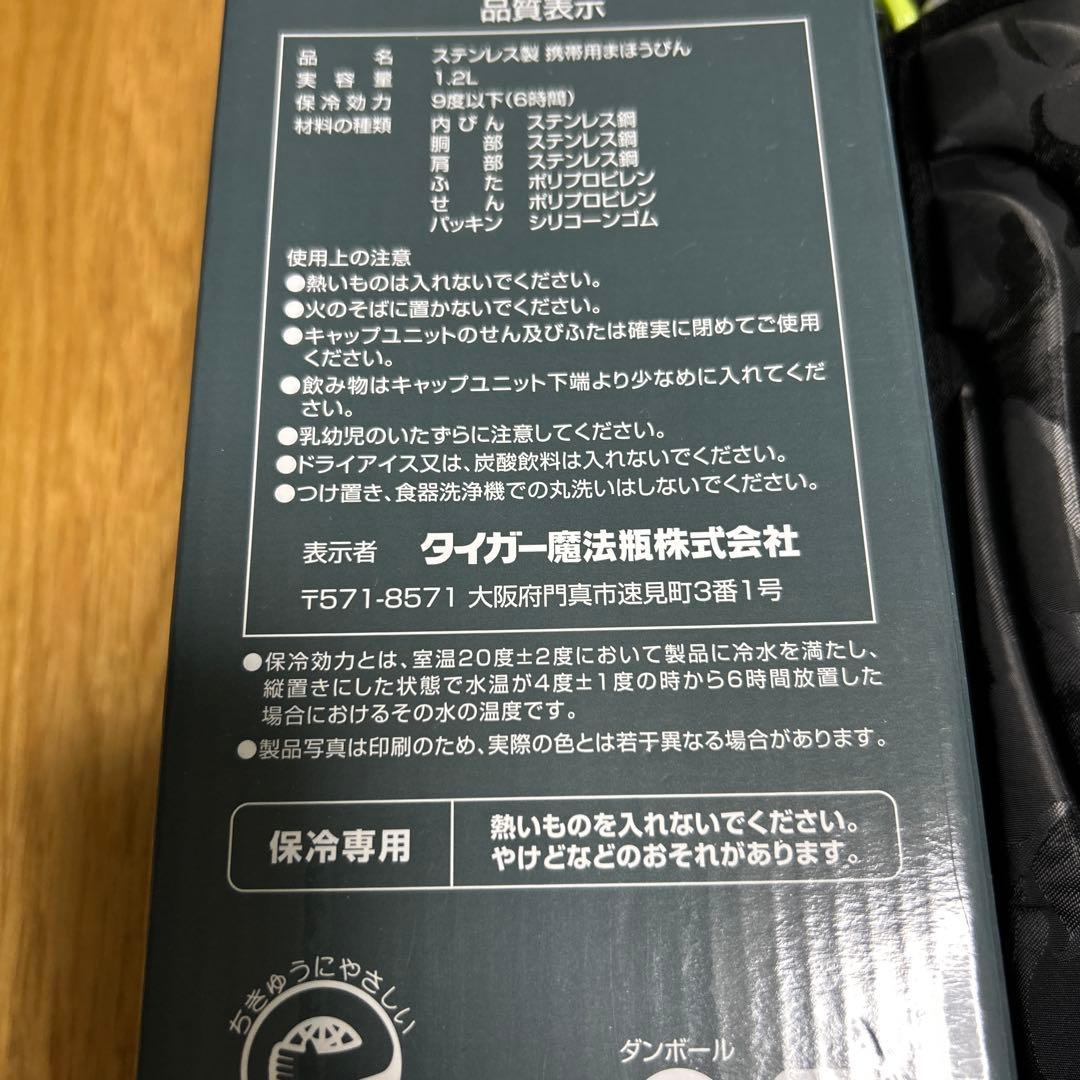 品質表示
品名 ステンレス製 携帯用まほうびん
実容量 1.2L
保冷効力 9度以下(6時間)
材料の種類 内びん ステンレス鋼
胴部 ステンレス鋼
肩部 ステンレス鋼
ふた ポリプロピレン
せん ポリプロピレン
パッキン シリコーンゴム
使用上の注意
●熱いものは入れないでください。
●火のそばに置かないでください。
●キャップユニットのせん及びふたは確実に閉めてご使用
ください。
●飲み物はキャップユニット下端より少なめに入れてくだ
さい。
●乳幼児のいたずらに注意してください。
●ドライアイス又は、炭酸飲料は入れないでください。
●つけ置き、食器洗浄機での丸洗いはしないでください。
表示者 タイガー魔法瓶株式会社
〒571-8571 大阪府門真市速見町3番1号
●保冷効力とは、室温20度±2度において製品に冷水を満たし、
縦置きにした状態で水温が4度±1度の時から6時間放置した
場合におけるその水の温度です。
●製品写真は印刷のため、実際の色とは若干異なる場合があります。
保冷専用
熱いものを入れないでください。
やけどなどのおそれがあります。
ちきゅうにやさしい
ダンボール